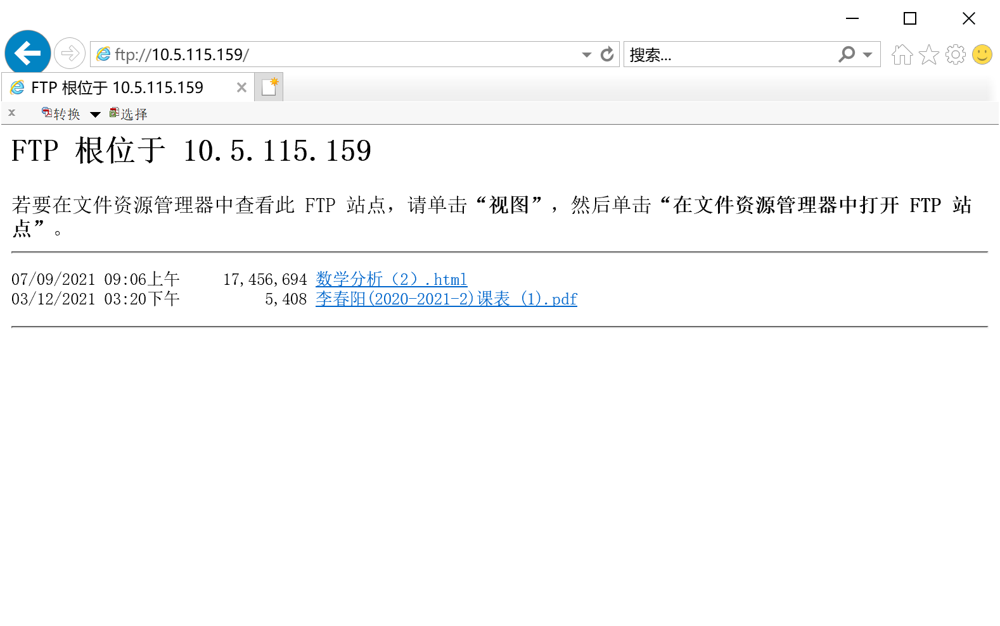 ftp://10.5.115.159/
搜索...
FTP 根位于 10.5.115.159
x 转换 选择
FTP 根位于 10.5.115.159
若要在文件资源管理器中查看此 FTP 站点，请单击“视图”，然后单击“在文件资源管理器中打开 FTP 站
点”。
07/09/2021 09:06上午 17,456,694 数学分析（2）.html
03/12/2021 03:20下午 5,408 李春阳(2020-2021-2)课表 (1).pdf